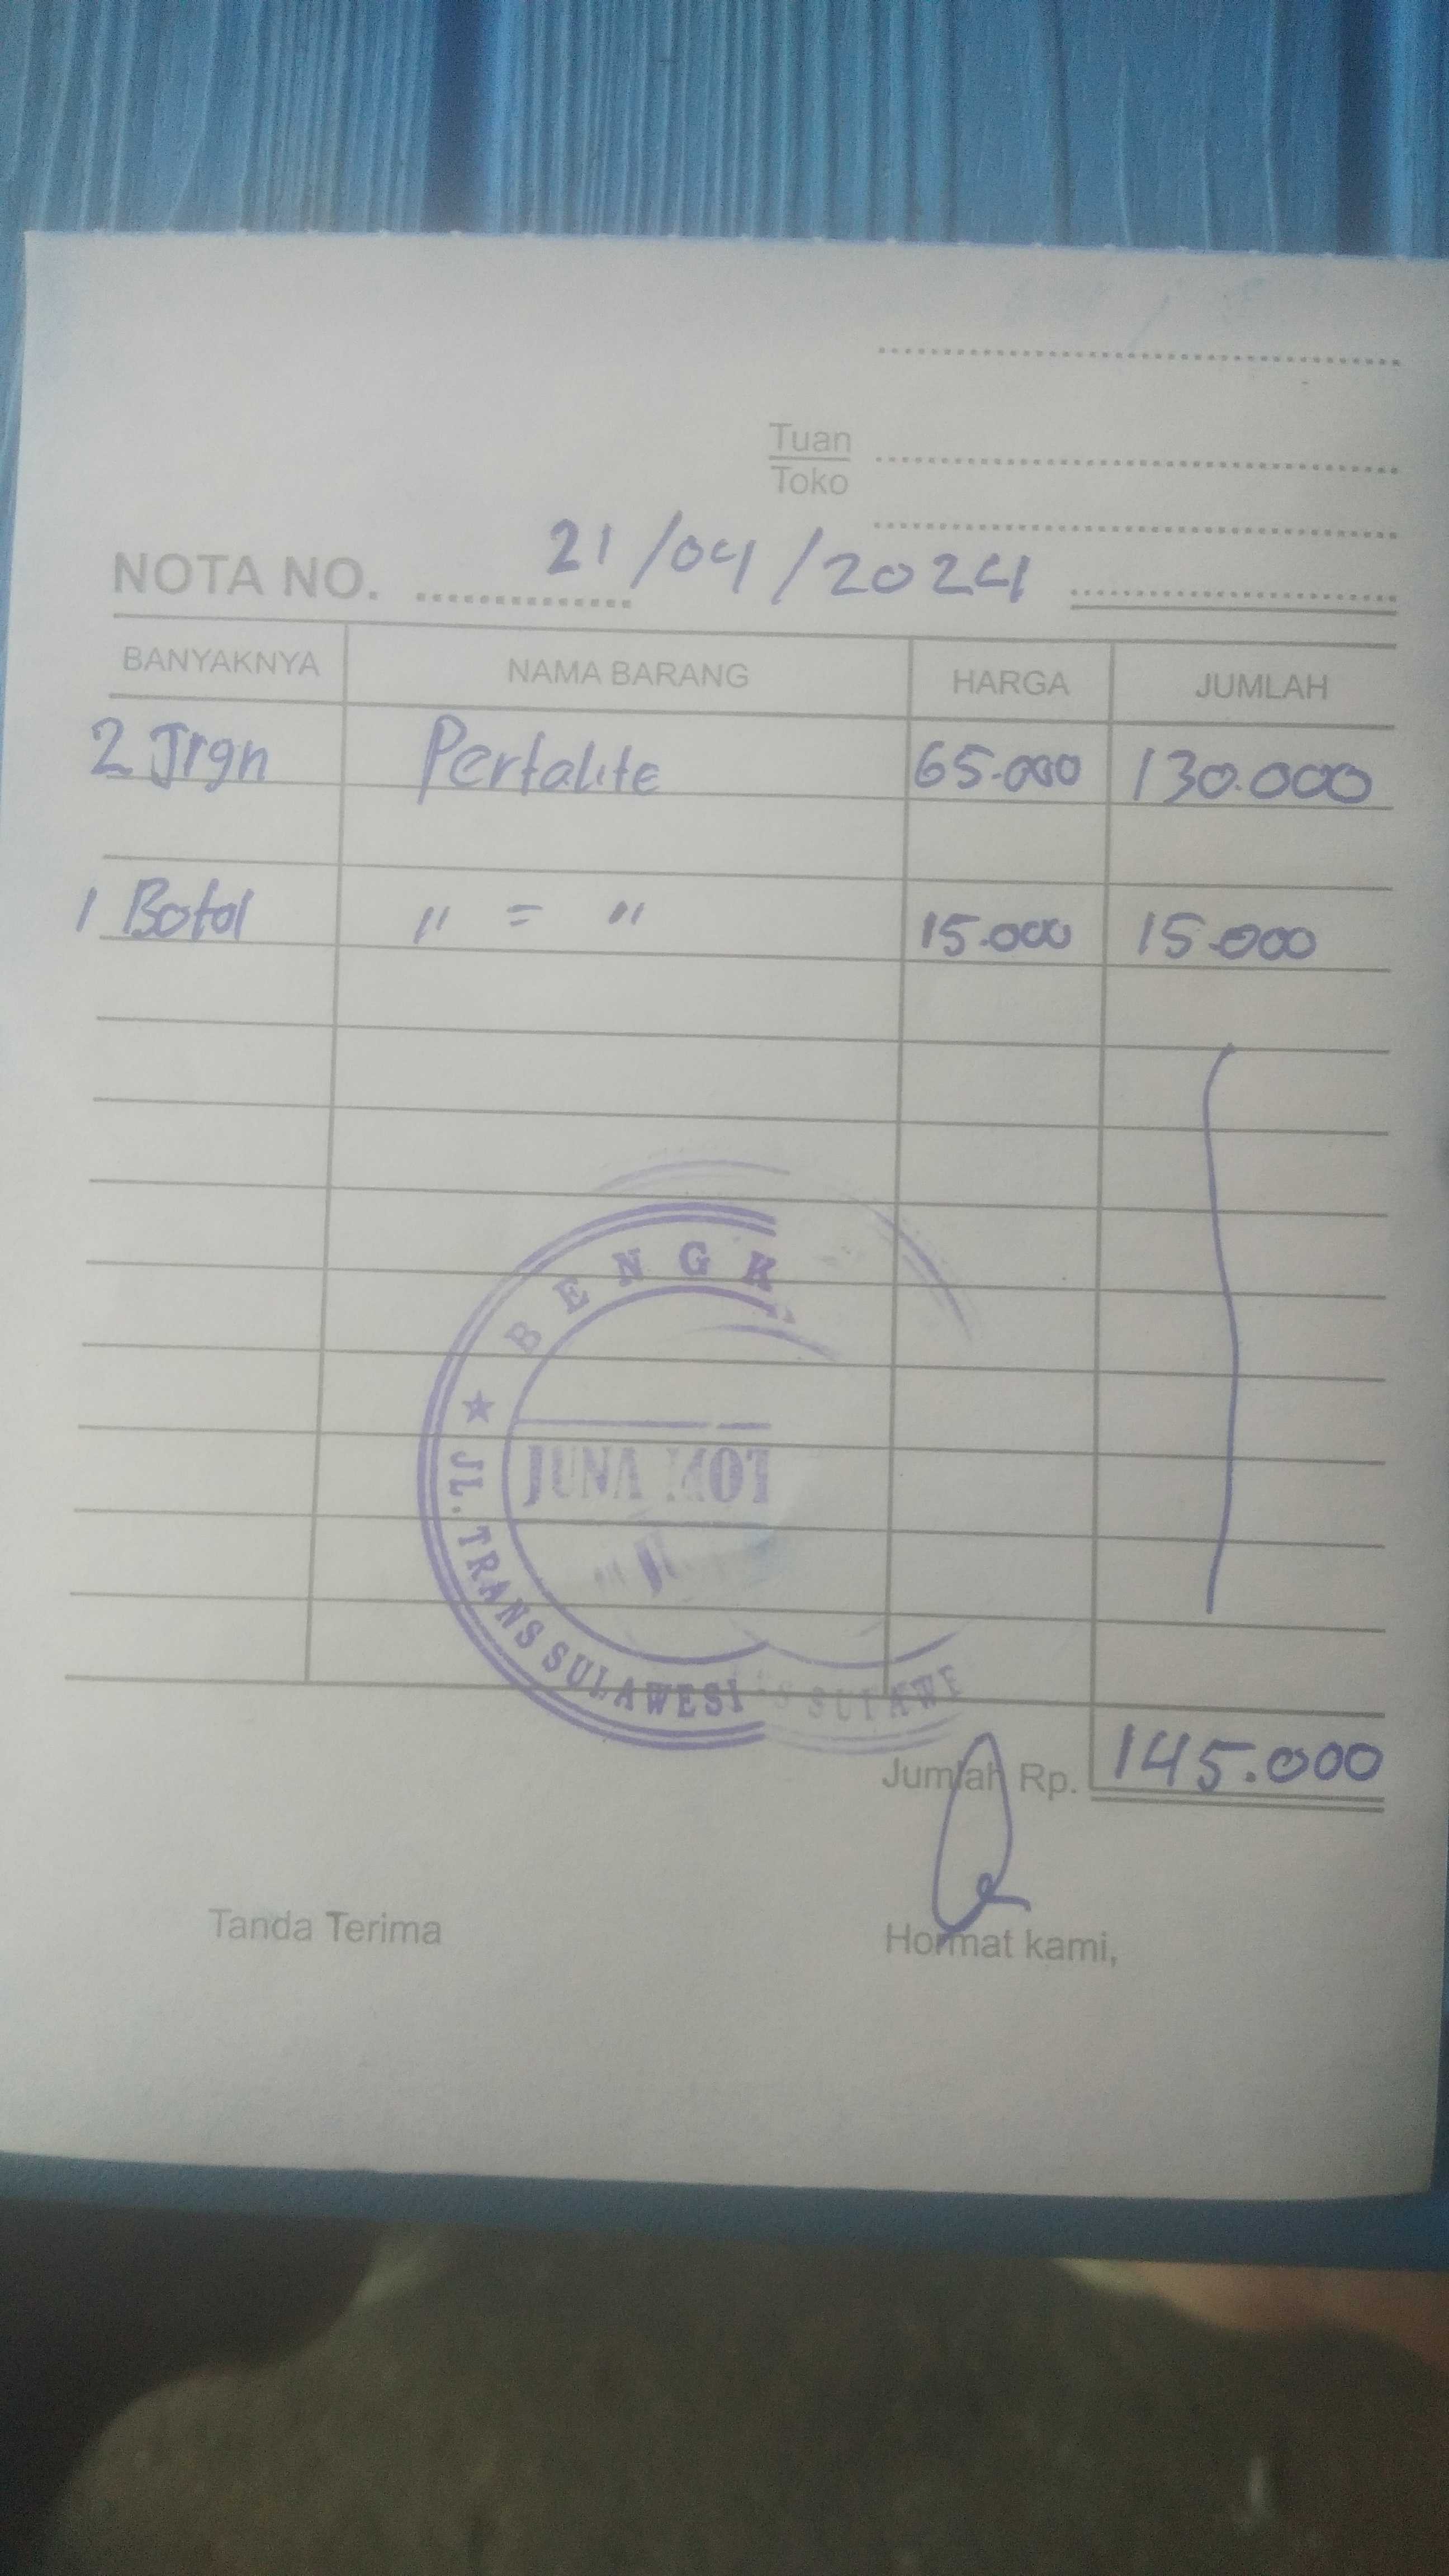 Tuan
Toko
NOTA NO. 21/04/2024
BANYAKNYA NAMA BARANG HARGA JUMLAH
2 Jrgn Pertalite 65.000 130.000
1 Botol " = " 15.000 15.000
BENGK
JUNA MOT
JL. TRANS SULAWESI
S SULAWE
Jumlah Rp. 145.000
Tanda Terima Hormat kami,